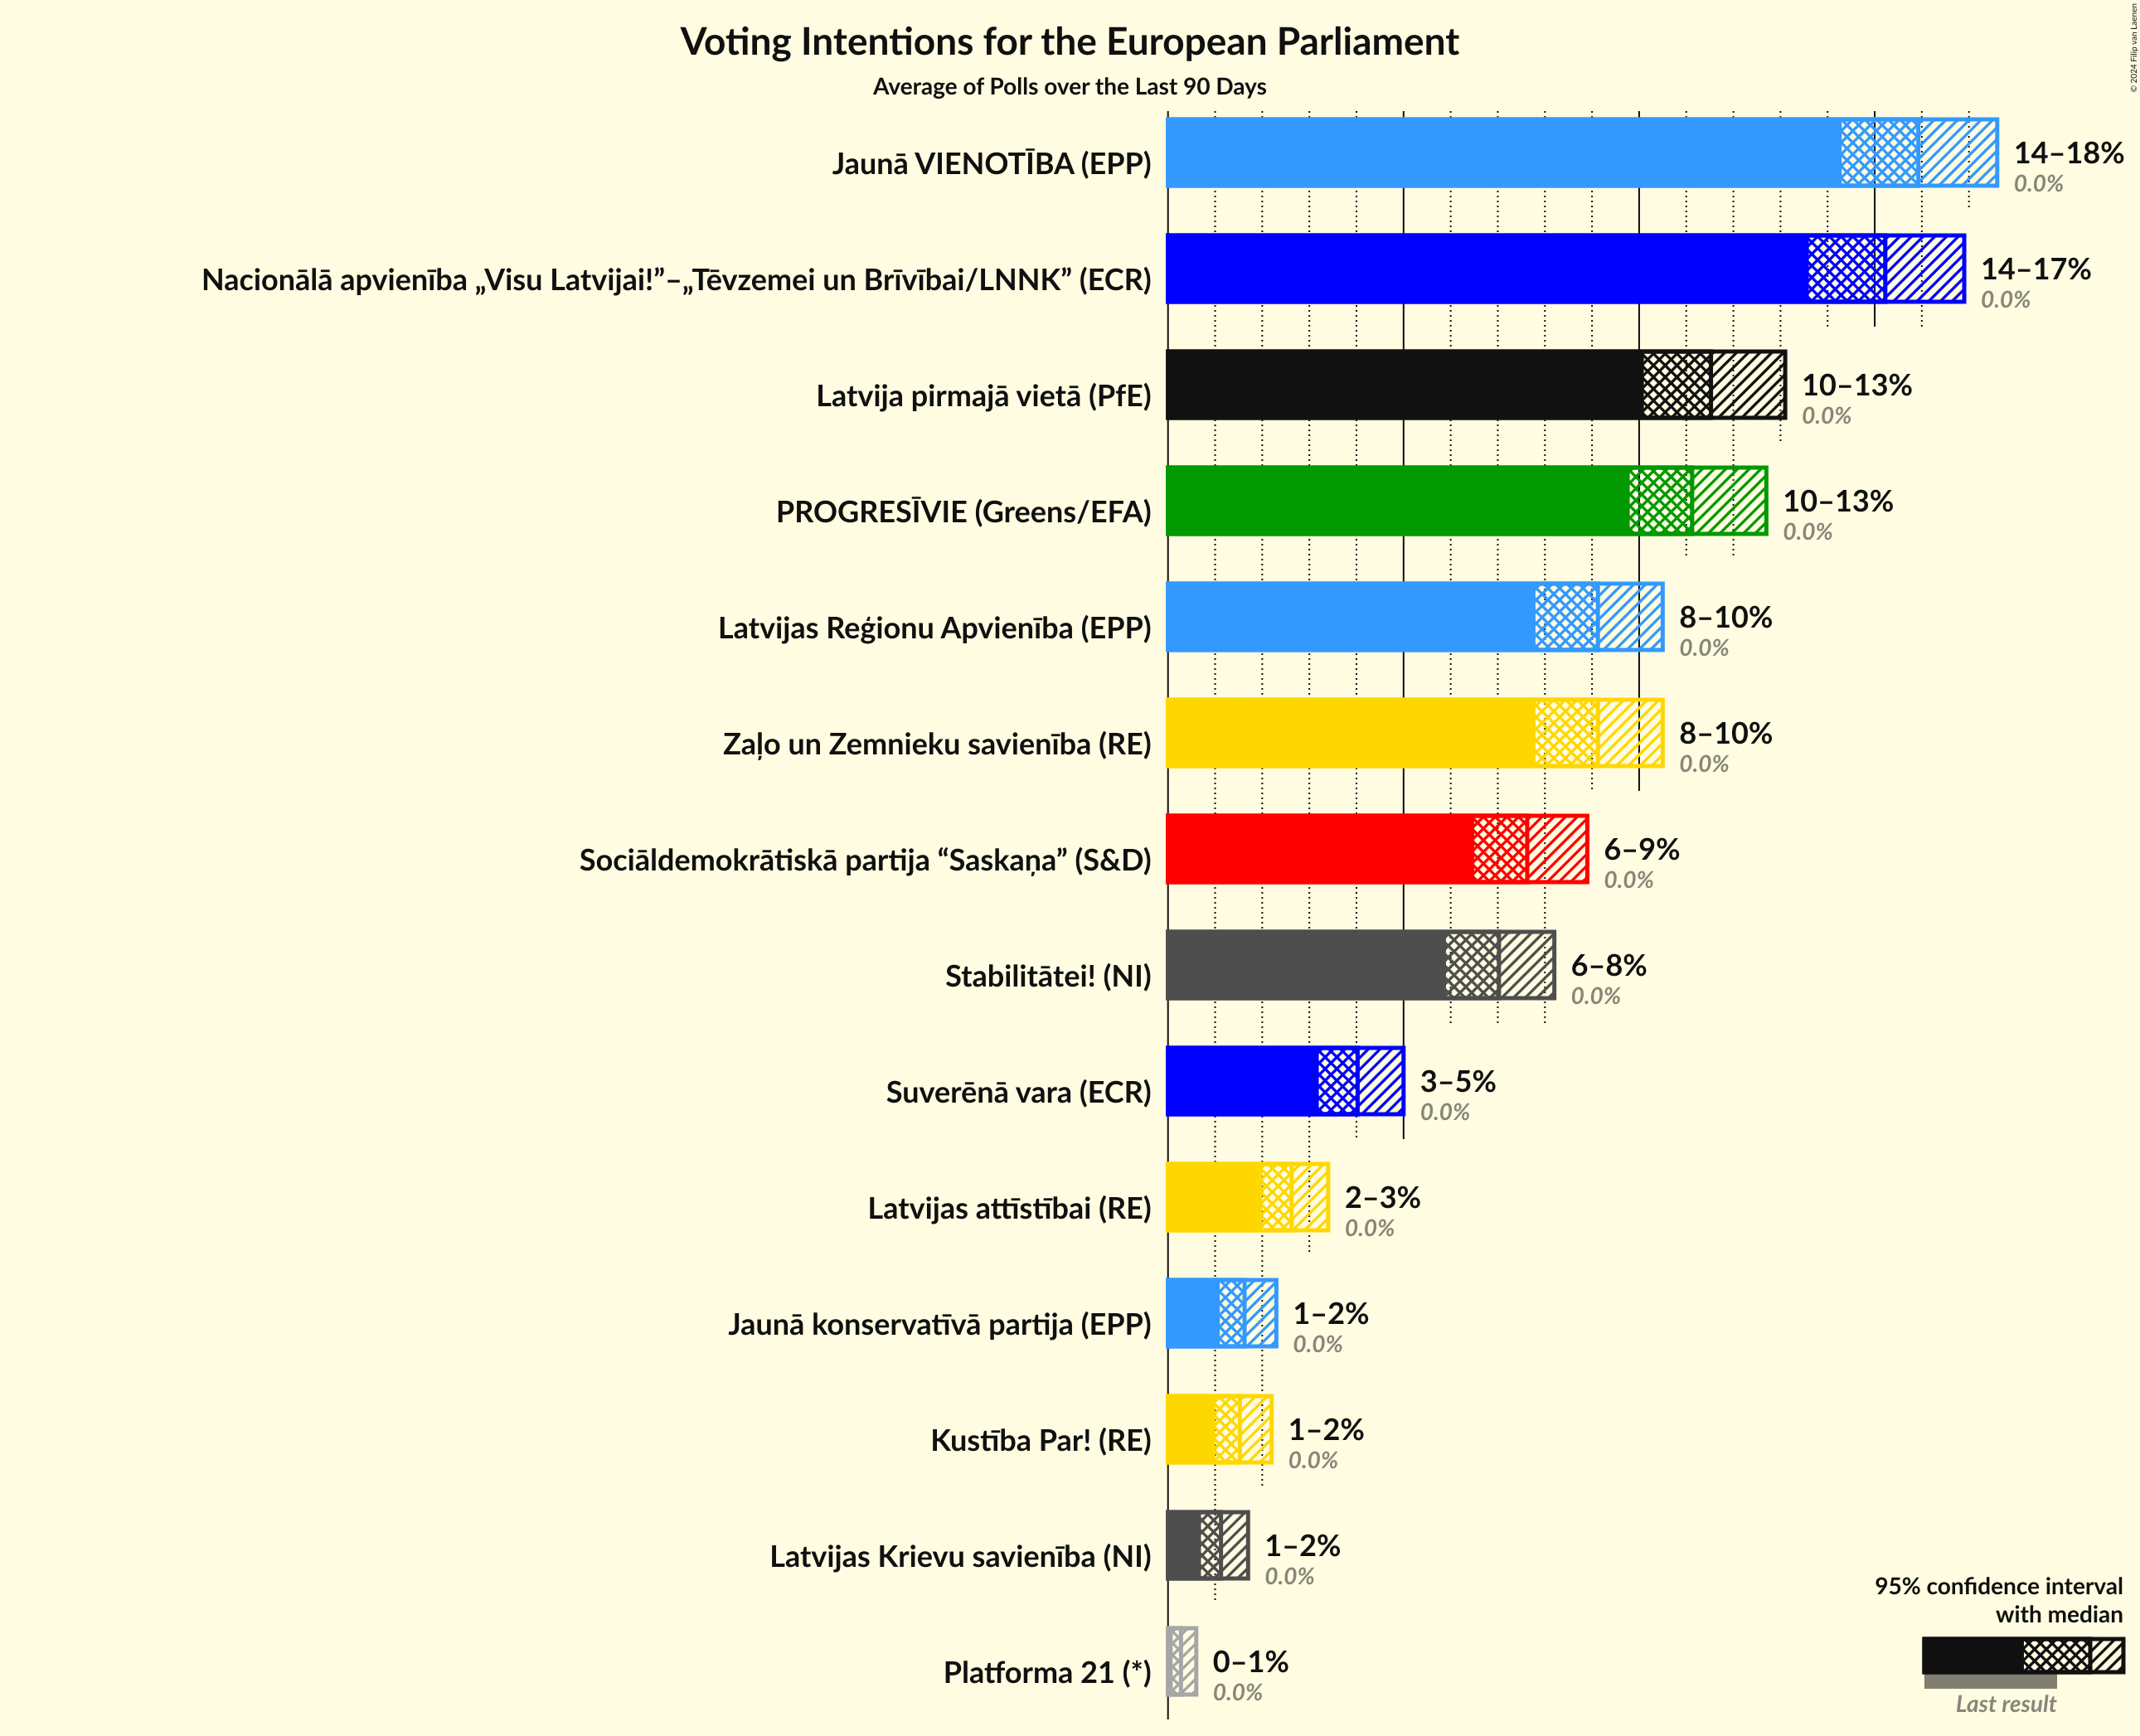 Voting Intentions for the European Parliament
Average of Polls over the Last 90 Days
© 2024 Filip van Laenen
Jaunā VIENOTĪBA (EPP)
14–18%
0.0%
Nacionālā apvienība „Visu Latvijai!”–„Tēvzemei un Brīvībai/LNNK” (ECR)
14–17%
0.0%
Latvija pirmajā vietā (PfE)
10–13%
0.0%
PROGRESĪVIE (Greens/EFA)
10–13%
0.0%
Latvijas Reģionu Apvienība (EPP)
8–10%
0.0%
Zaļo un Zemnieku savienība (RE)
8–10%
0.0%
Sociāldemokrātiskā partija “Saskaņa” (S&D)
6–9%
0.0%
Stabilitātei! (NI)
6–8%
0.0%
Suverēnā vara (ECR)
3–5%
0.0%
Latvijas attīstībai (RE)
2–3%
0.0%
Jaunā konservatīvā partija (EPP)
1–2%
0.0%
Kustība Par! (RE)
1–2%
0.0%
Latvijas Krievu savienība (NI)
1–2%
0.0%
Platforma 21 (*)
0–1%
0.0%
95% confidence interval
with median
Last result